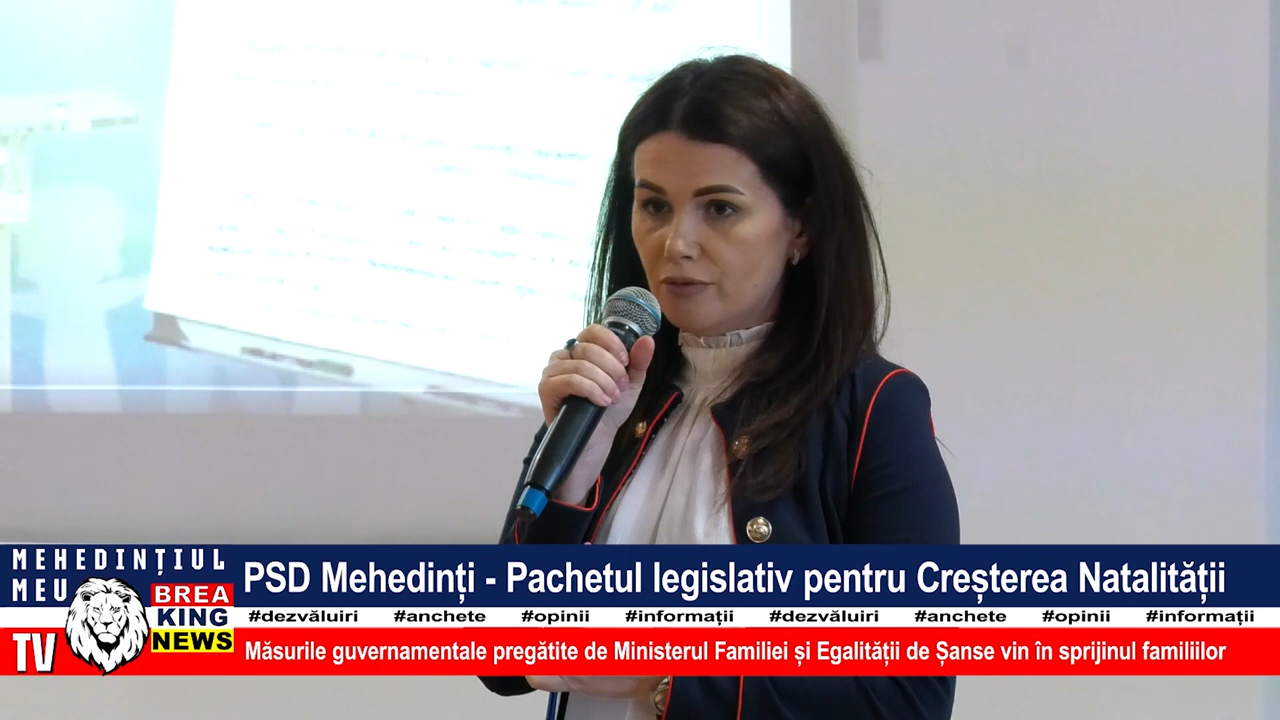 MEHEDINȚIUL
MEU
TV
BREA
KING
NEWS
PSD Mehedinți - Pachetul legislativ pentru Creșterea Natalității
#dezvăluiri #anchete #opinii #informații #dezvăluiri #anchete #opinii #informații
Măsurile guvernamentale pregătite de Ministerul Familiei și Egalității de Șanse vin în sprijinul familiilor